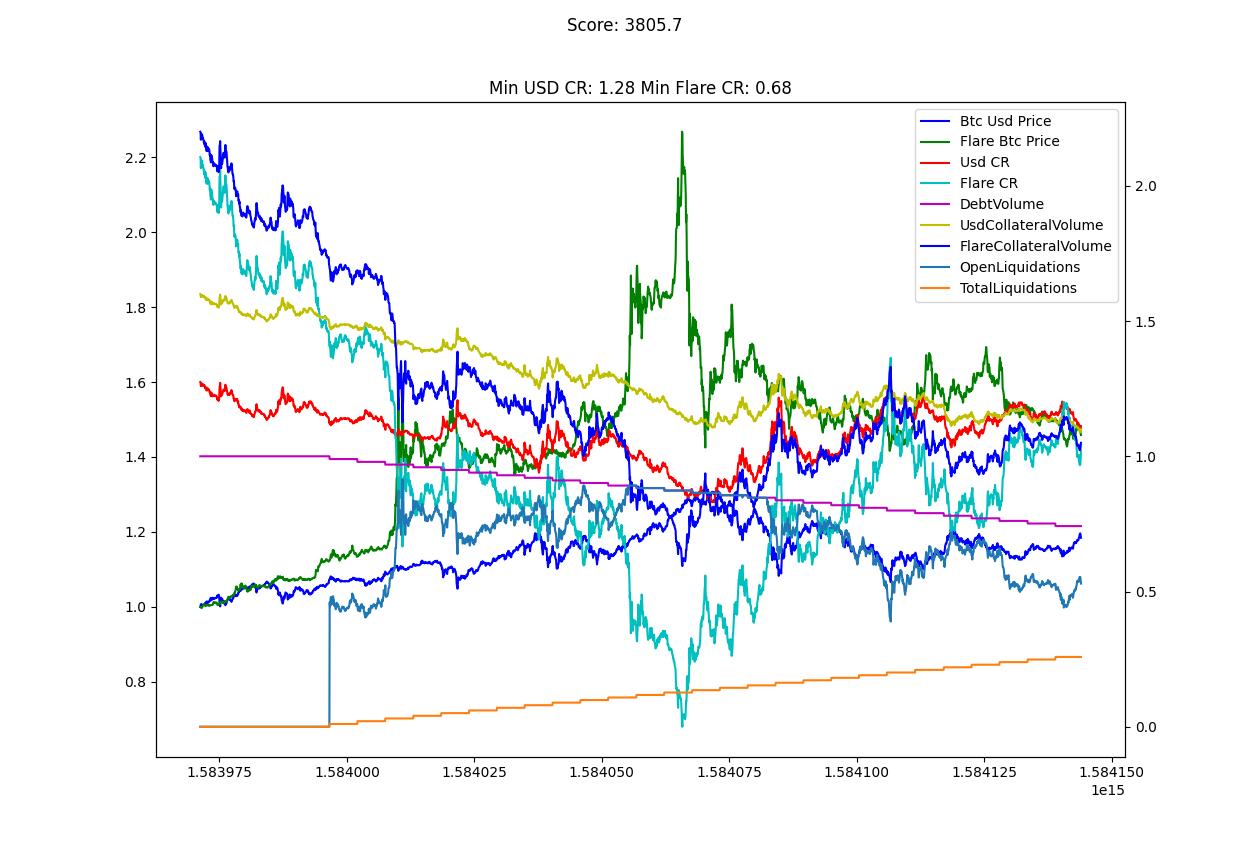 Score: 3805.7
Min USD CR: 1.28 Min Flare CR: 0.68
Btc Usd Price
Flare Btc Price
Usd CR
Flare CR
DebtVolume
UsdCollateralVolume
FlareCollateralVolume
OpenLiquidations
TotalLiquidations
2.2
2.0
1.8
1.6
1.4
1.2
1.0
0.8
2.0
1.5
1.0
0.5
0.0
1.583975 1.584000 1.584025 1.584050 1.584075 1.584100 1.584125 1.584150
1e15